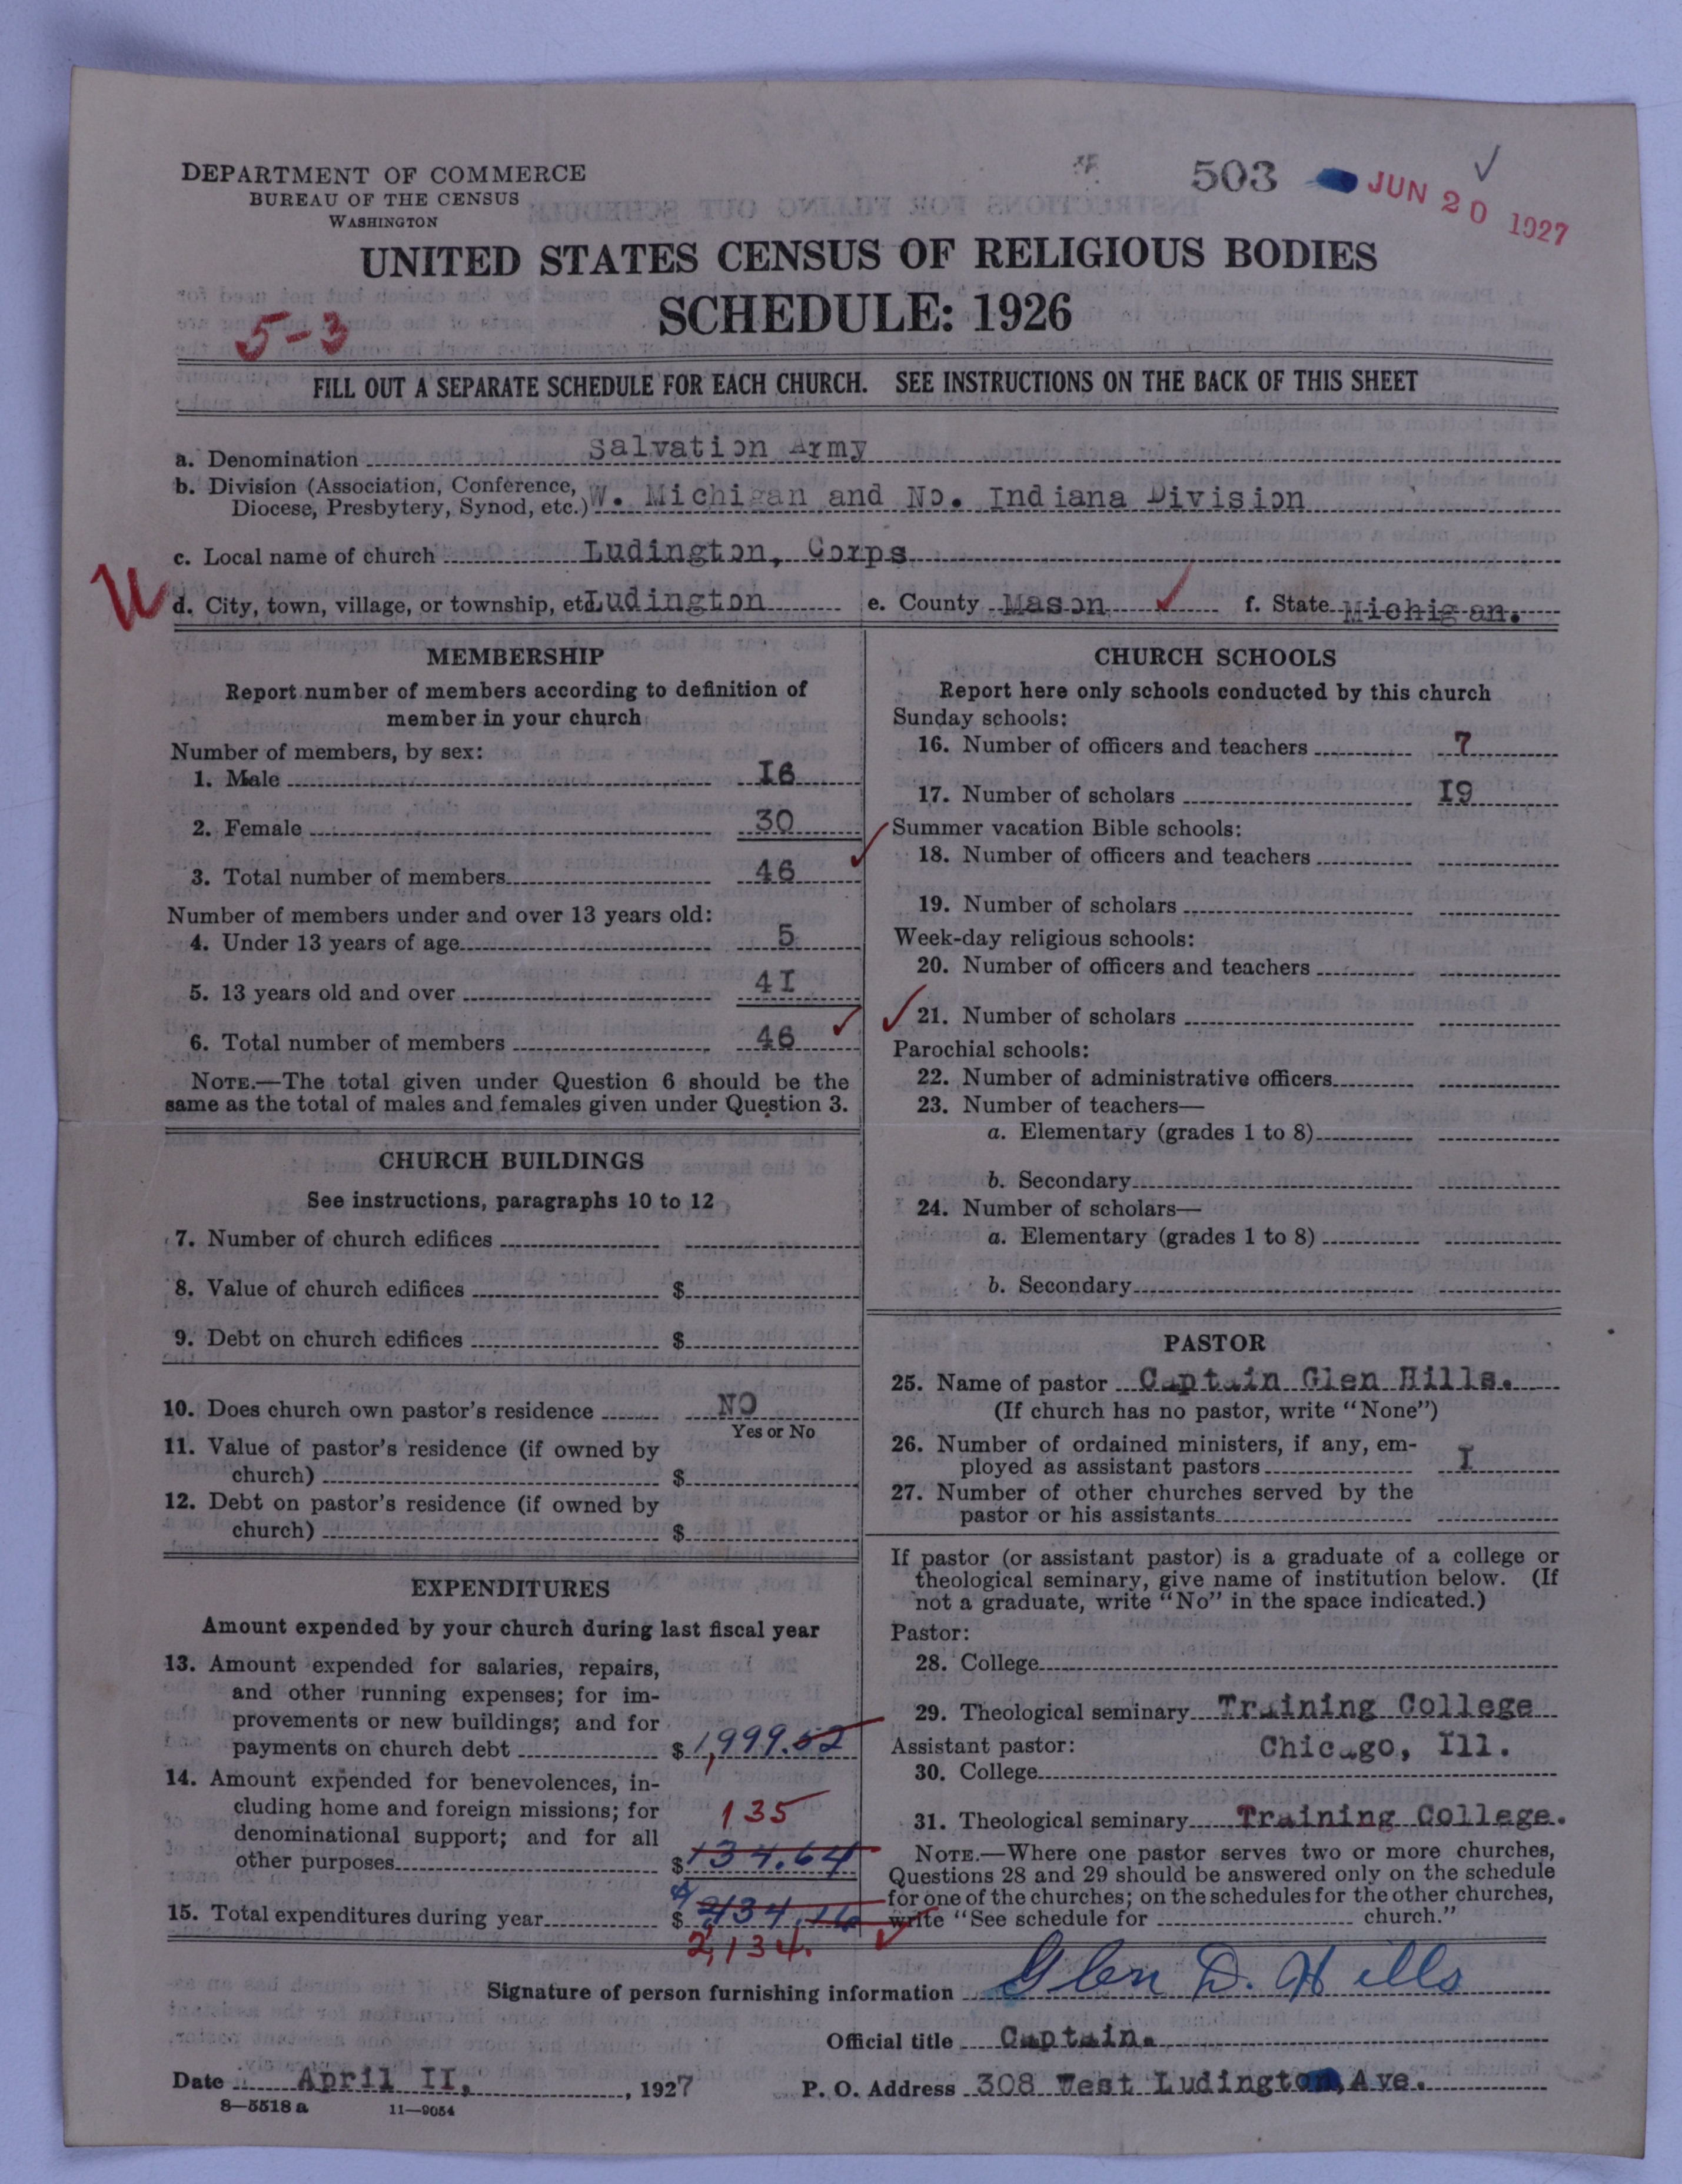 DEPARTMENT OF COMMERCE
BUREAU OF THE CENSUS
WASHINGTON
503
JUN 20 1927
UNITED STATES CENSUS OF RELIGIOUS BODIES
SCHEDULE: 1926
5-3
FILL OUT A SEPARATE SCHEDULE FOR EACH CHURCH. SEE INSTRUCTIONS ON THE BACK OF THIS SHEET
a. Denomination Salvation Army
b. Division (Association, Conference, Diocese, Presbytery, Synod, etc.) W. Michigan and No. Indiana Division
c. Local name of church Ludington, Corps
d. City, town, village, or township, etc. Ludington e. County Mason f. State Michigan.
MEMBERSHIP
Report number of members according to definition of
member in your church
Number of members, by sex:
1. Male I6
2. Female 30
3. Total number of members 46
Number of members under and over 13 years old:
4. Under 13 years of age 5
5. 13 years old and over 4I
6. Total number of members 46
NOTE.—The total given under Question 6 should be the
same as the total of males and females given under Question 3.
CHURCH BUILDINGS
See instructions, paragraphs 10 to 12
7. Number of church edifices
8. Value of church edifices $
9. Debt on church edifices $
10. Does church own pastor's residence NO
Yes or No
11. Value of pastor's residence (if owned by
church) $
12. Debt on pastor's residence (if owned by
church) $
EXPENDITURES
Amount expended by your church during last fiscal year
13. Amount expended for salaries, repairs,
and other running expenses; for im-
provements or new buildings; and for
payments on church debt $ 1,999.52
14. Amount expended for benevolences, in-
cluding home and foreign missions; for 135
denominational support; and for all
other purposes $ 134.64
15. Total expenditures during year $ 2134.16
2,134.
CHURCH SCHOOLS
Report here only schools conducted by this church
Sunday schools:
16. Number of officers and teachers 7
17. Number of scholars I9
Summer vacation Bible schools:
18. Number of officers and teachers
19. Number of scholars
Week-day religious schools:
20. Number of officers and teachers
21. Number of scholars
Parochial schools:
22. Number of administrative officers
23. Number of teachers—
a. Elementary (grades 1 to 8)
b. Secondary
24. Number of scholars—
a. Elementary (grades 1 to 8)
b. Secondary
PASTOR
25. Name of pastor Captain Glen Hills.
(If church has no pastor, write "None")
26. Number of ordained ministers, if any, em-
ployed as assistant pastors I
27. Number of other churches served by the
pastor or his assistants
If pastor (or assistant pastor) is a graduate of a college or
theological seminary, give name of institution below. (If
not a graduate, write "No" in the space indicated.)
Pastor:
28. College
29. Theological seminary Training College
Assistant pastor: Chicago, Ill.
30. College
31. Theological seminary Training College.
NOTE.—Where one pastor serves two or more churches,
Questions 28 and 29 should be answered only on the schedule
for one of the churches; on the schedules for the other churches,
write "See schedule for church."
Signature of person furnishing information Glen D. Hills
Official title Captain.
Date April II, , 1927 P. O. Address 308 West Ludington, Ave.
8—5518 a 11—9054